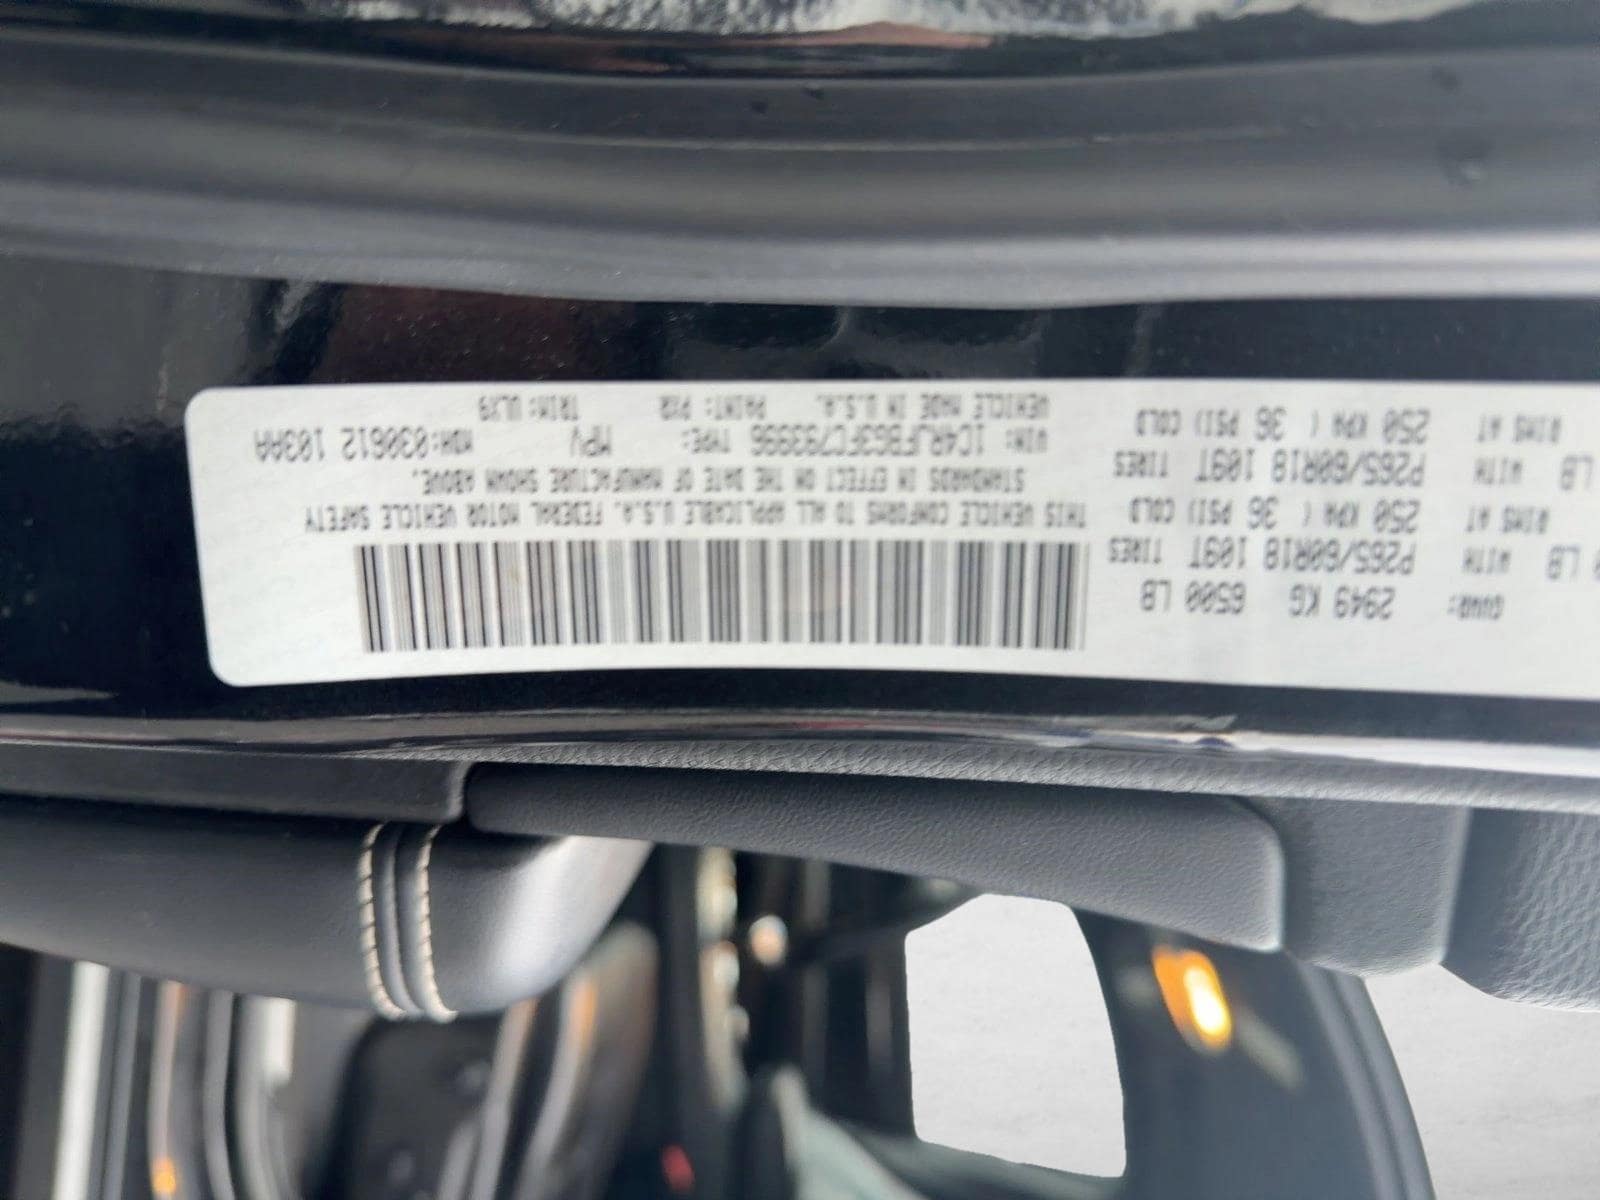 GVWR: 2949 KG 6500 LB
LB WITH P265/60R18 109T TIRES
RIMS AT 250 KPA ( 36 PSI) COLD
LB WITH P265/60R18 109T TIRES
RIMS AT 250 KPA ( 36 PSI) COLD
THIS VEHICLE CONFORMS TO ALL APPLICABLE U.S.A. FEDERAL MOTOR VEHICLE SAFETY
STANDARDS IN EFFECT ON THE DATE OF MANUFACTURE SHOWN ABOVE.
VIN: 1C4RJFBG3FC793996 TYPE: MPV MDH:030612 103AA
VEHICLE MADE IN U.S.A. PAINT: PXR TRIM: ULX9